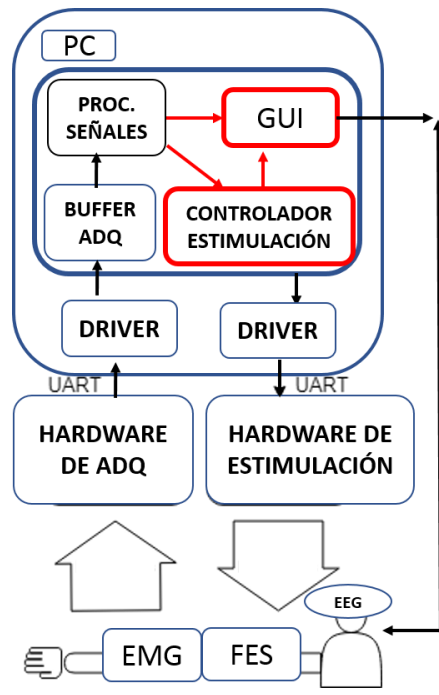 PC
PROC.
SEÑALES
GUI
BUFFER
ADQ
CONTROLADOR
ESTIMULACIÓN
DRIVER
DRIVER
UART
UART
HARDWARE
DE ADQ
HARDWARE DE
ESTIMULACIÓN
EEG
EMG
FES